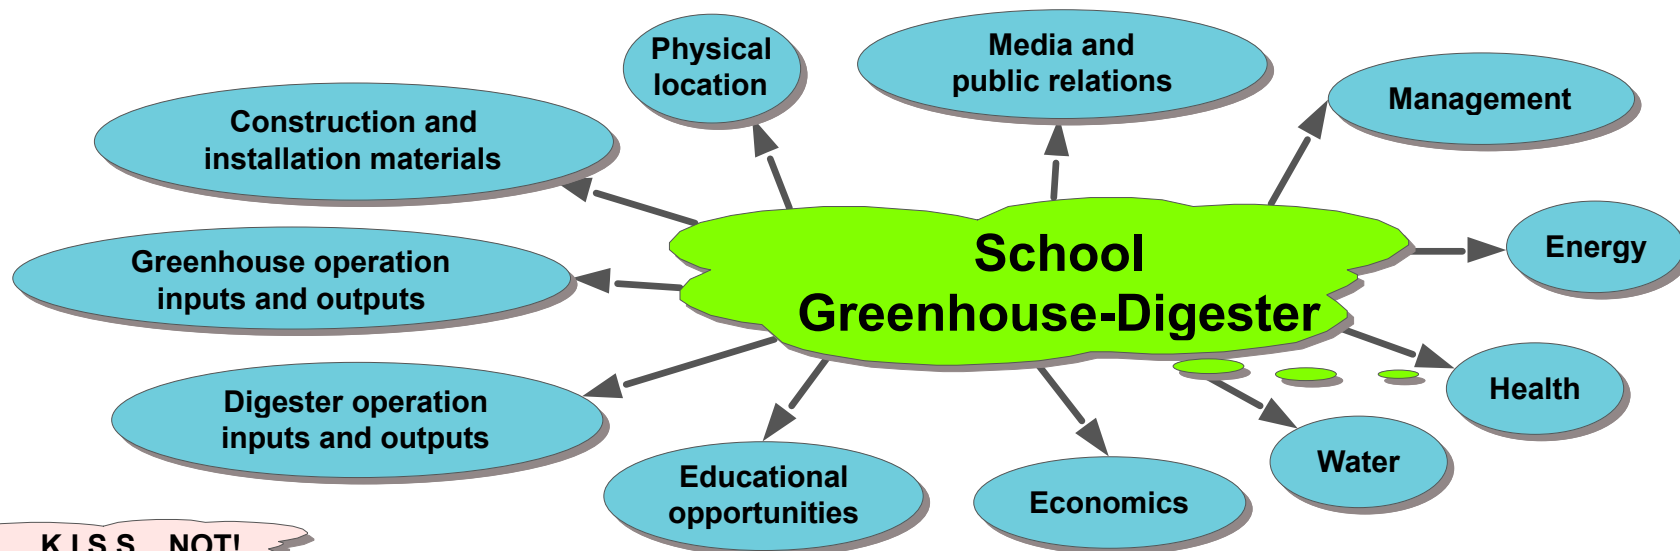 Physical
location
Media and
public relations
Management
Construction and
installation materials
Energy
School
Greenhouse-Digester
Greenhouse operation
inputs and outputs
Health
Digester operation
inputs and outputs
Water
Educational
opportunities
Economics
K.I.S.S....NOT!